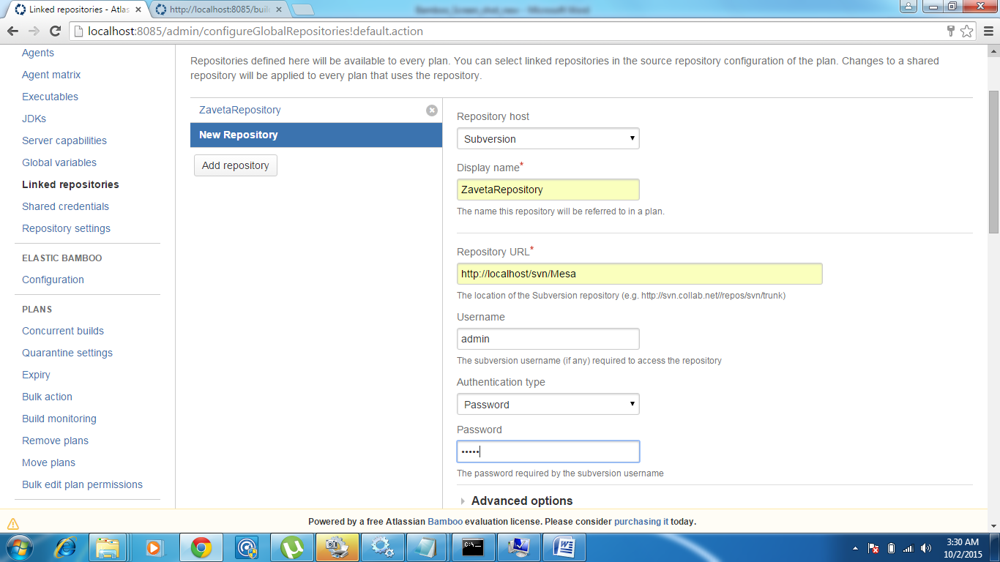 Linked repositories - Atlas
http://localhost:8085/buil
Bamboo_Screen_shot_new - Microsoft Word
localhost:8085/admin/configureGlobalRepositories!default.action
Agents
Agent matrix
Executables
JDKs
Server capabilities
Global variables
Linked repositories
Shared credentials
Repository settings
ELASTIC BAMBOO
Configuration
PLANS
Concurrent builds
Quarantine settings
Expiry
Bulk action
Build monitoring
Remove plans
Move plans
Bulk edit plan permissions
Repositories defined here will be available to every plan. You can select linked repositories in the source repository configuration of the plan. Changes to a shared
repository will be applied to every plan that uses the repository.
ZavetaRepository
New Repository
Add repository
Repository host
Subversion
Display name*
ZavetaRepository
The name this repository will be referred to in a plan.
Repository URL*
http://localhost/svn/Mesa
The location of the Subversion repository (e.g. http://svn.collab.net//repos/svn/trunk)
Username
admin
The subversion username (if any) required to access the repository
Authentication type
Password
Password
•••••
The password required by the subversion username
Advanced options
Powered by a free Atlassian Bamboo evaluation license. Please consider purchasing it today.
C:\_
3:30 AM
10/2/2015